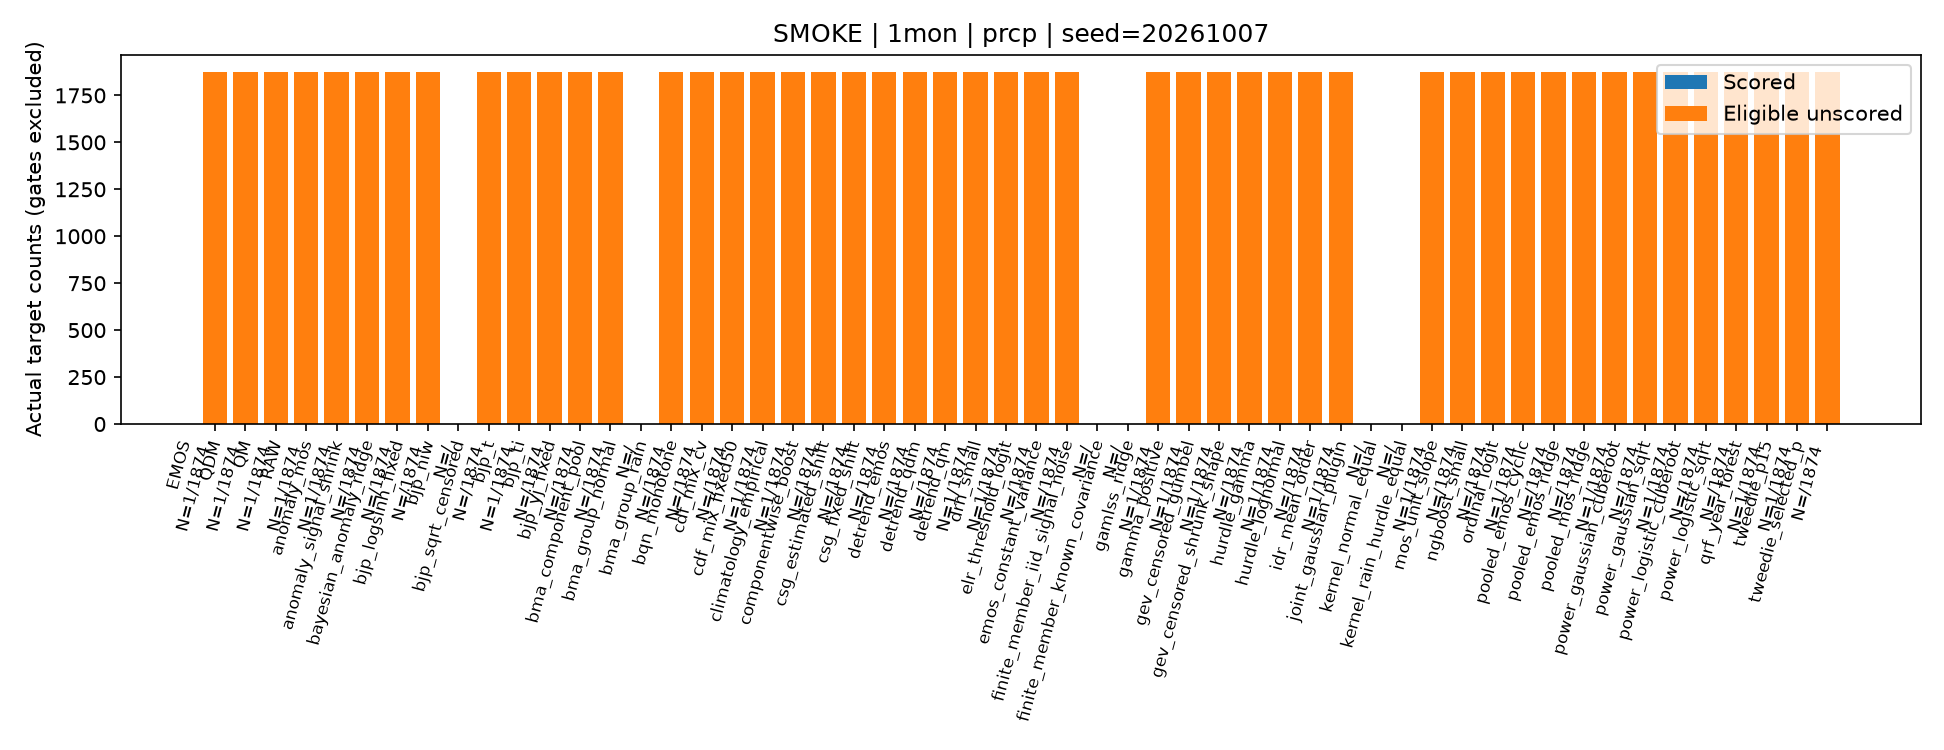 SMOKE | 1mon | prcp | seed=20261007
Actual target counts (gates excluded)
1750
1500
1250
1000
750
500
250
0
Scored
Eligible unscored
EMOS
N=1/1874
QDM
N=1/1874
QM
N=1/1874
RAW
anomaly_mos
anomaly_signal_shrink
bayesian_anomaly_ridge
bjp_logsinh_fixed
bjp_niw
bjp_sqrt_censored
N=/
bjp_t
N=/1874
bjp_ti
N=1/1874
bjp_yj_fixed
bma_component_pool
bma_group_normal
bma_group_rain
N=/
bqn_monotone
cdf_mix_cv
cdf_mix_fixed50
climatology_empirical
componentwise_boost
csg_estimated_shift
csg_fixed_shift
detrend_emos
detrend_qdm
detrend_qm
drn_small
elr_threshold_logit
emos_constant_variance
finite_member_iid_signal_noise
finite_member_known_covariance
N=/
gamlss_ridge
N=/
gamma_positive
gev_censored_gumbel
gev_censored_shrunk_shape
hurdle_gamma
hurdle_lognormal
idr_mean_order
joint_gaussian_plugin
kernel_normal_equal
N=/
kernel_rain_hurdle_equal
N=/
mos_unit_slope
ngboost_small
ordinal_logit
pooled_emos_cyclic
pooled_emos_ridge
pooled_mos_ridge
power_gaussian_cuberoot
power_gaussian_sqrt
power_logistic_cuberoot
power_logistic_sqrt
qrf_year_forest
tweedie_p15
tweedie_selected_p
N=/1874